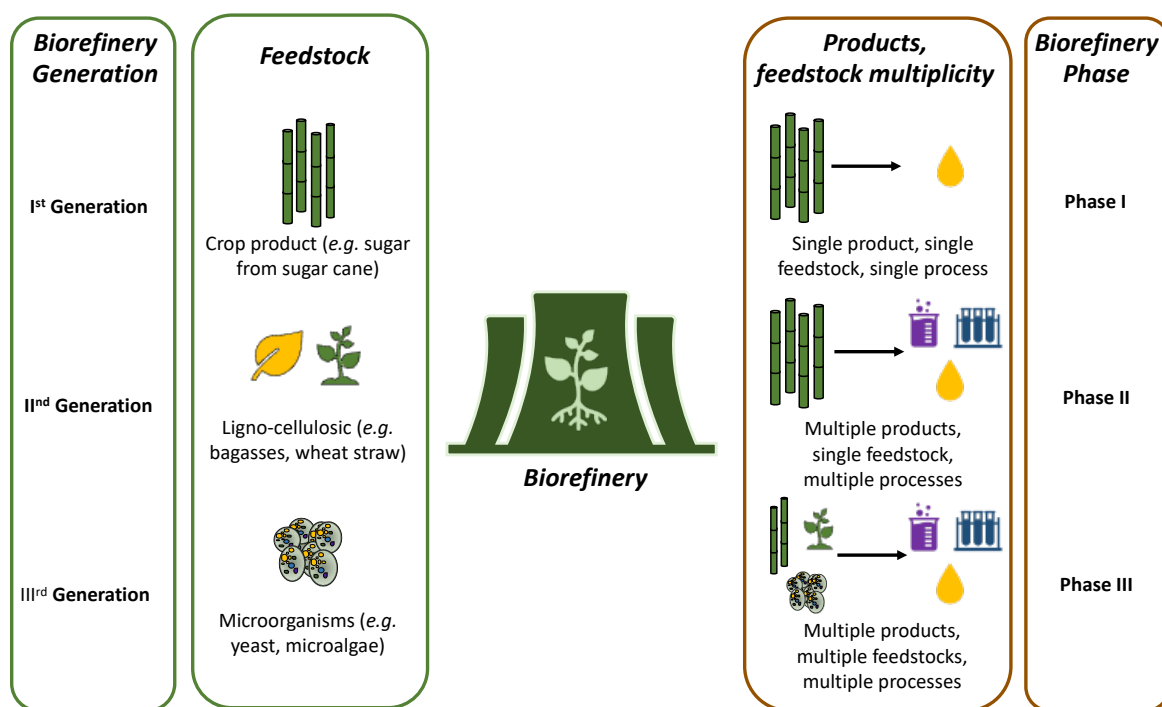 Biorefinery
Generation
Feedstock
Products,
feedstock multiplicity
Biorefinery
Phase
Ist Generation
Crop product (e.g. sugar
from sugar cane)
Single product, single
feedstock, single process
Phase I
IInd Generation
Ligno-cellulosic (e.g.
bagasses, wheat straw)
Biorefinery
Multiple products,
single feedstock,
multiple processes
Phase II
IIIrd Generation
Microorganisms (e.g.
yeast, microalgae)
Multiple products,
multiple feedstocks,
multiple processes
Phase III